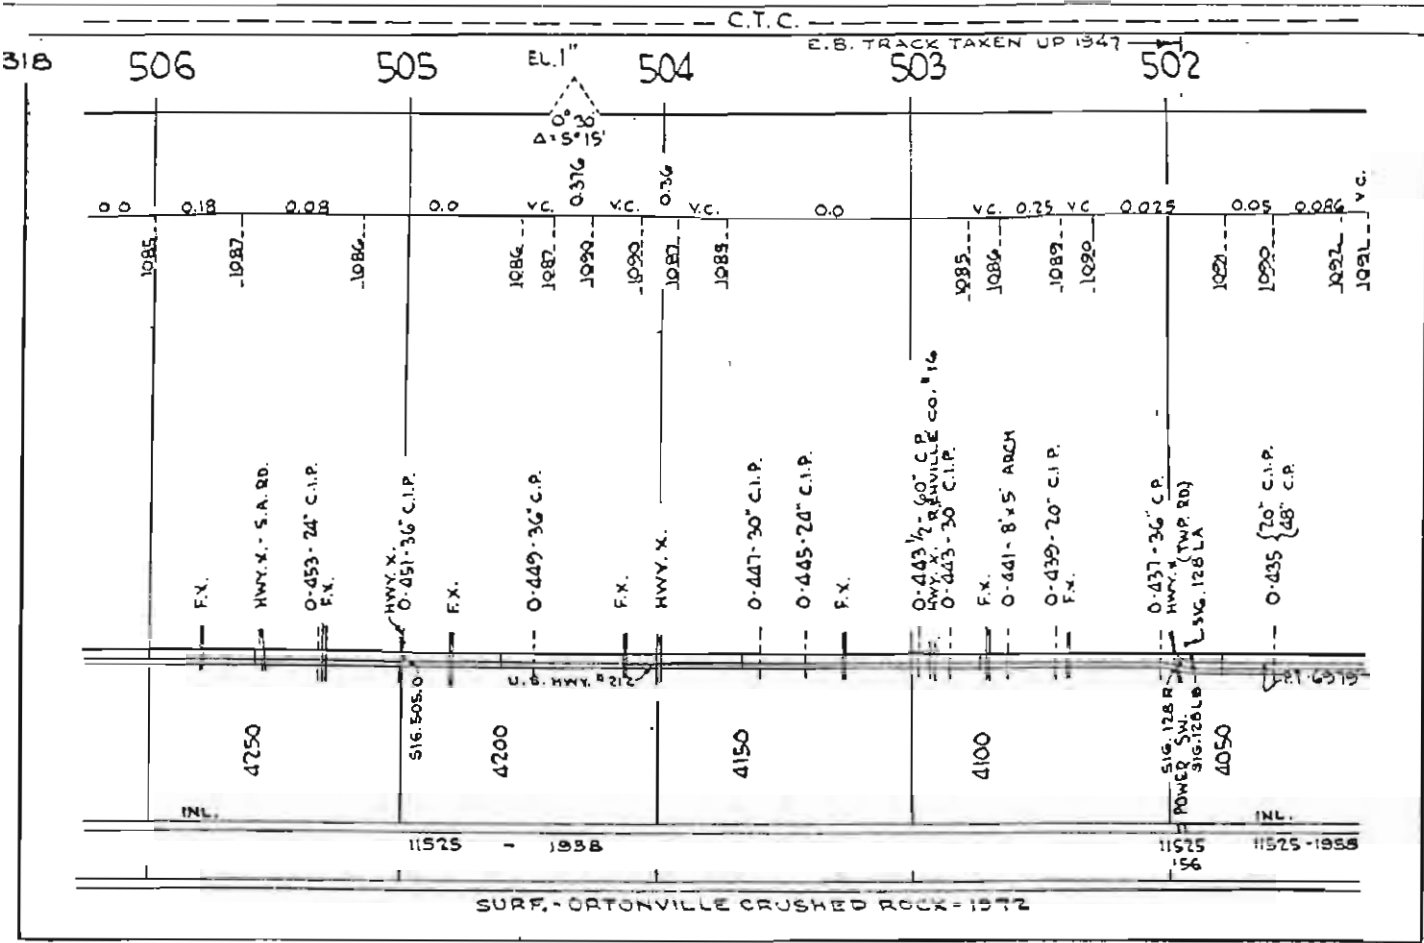 C.T.C.
E.B. TRACK TAKEN UP 1947
318
506
505
EL. 1"
504
503
502
0° 30'
Δ = 5° 15'
0.0
0.18
0.08
0.0
V.C.
0.376
V.C.
0.36
V.C.
0.0
V.C.
0.25
V.C
0.025
0.05
0.086
V.C.
1085
1087
1086
1086
1087
1090
1090
1087
1085
1086
1089
1090
1090
1092
F.X.
HWY. X. - S.A. RD.
0-453-24" C.I.P.
F.X.
HWY. X.
0-451-36" C.I.P.
F.X.
0-449-36" C.P.
F.X.
HWY. X.
0-447-30" C.I.P.
0-445-24" C.I.P.
F.X.
0-443 1/2-60" C.P.
HWY. X. RENVILLE CO. #16
0-443-30" C.I.P.
F.X.
0-441-8'x5' ARCH
0-439-20" C.I.P.
F.X.
0-437-36" C.P.
HWY. X
(TWP. RD.)
SIG. 128 LA
0-435 {20" C.I.P.
{48" C.P.
U.S. HWY. #212
P.T. 6979
SIG. 505.0
4250
4200
4150
4100
SIG. 128 R
POWER SW.
SIG. 128 LB
4050
INL.
INL.
11525 - 1938
11525
'56
11525-1958
SURF. - ORTONVILLE CRUSHED ROCK = 1972